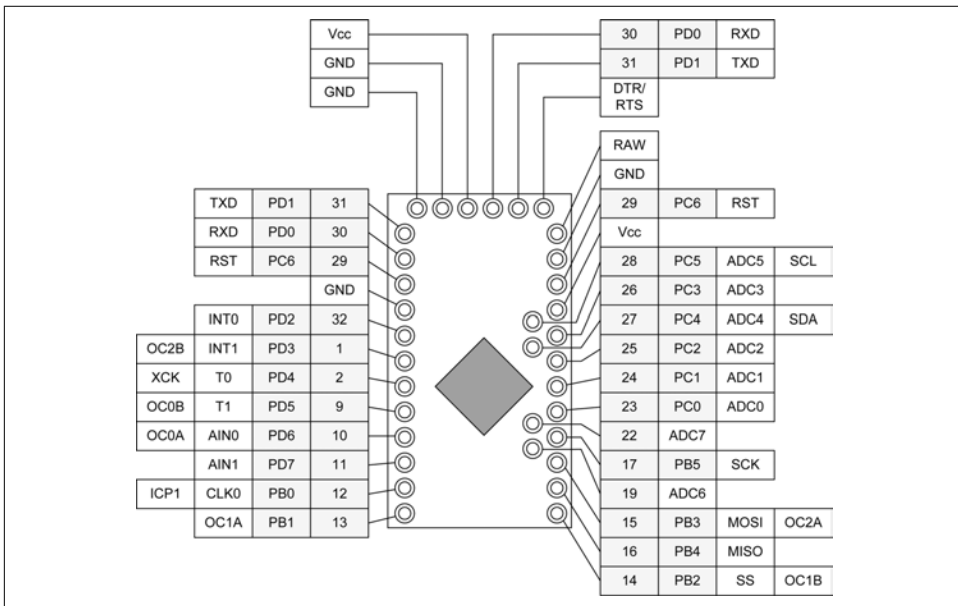 Vcc
GND
GND
30 PD0 RXD
31 PD1 TXD
DTR/
RTS
RAW
GND
29 PC6 RST
Vcc
28 PC5 ADC5 SCL
26 PC3 ADC3
27 PC4 ADC4 SDA
25 PC2 ADC2
24 PC1 ADC1
23 PC0 ADC0
22 ADC7
17 PB5 SCK
19 ADC6
15 PB3 MOSI OC2A
16 PB4 MISO
14 PB2 SS OC1B
TXD PD1 31
RXD PD0 30
RST PC6 29
GND
INT0 PD2 32
OC2B INT1 PD3 1
XCK T0 PD4 2
OC0B T1 PD5 9
OC0A AIN0 PD6 10
AIN1 PD7 11
ICP1 CLK0 PB0 12
OC1A PB1 13